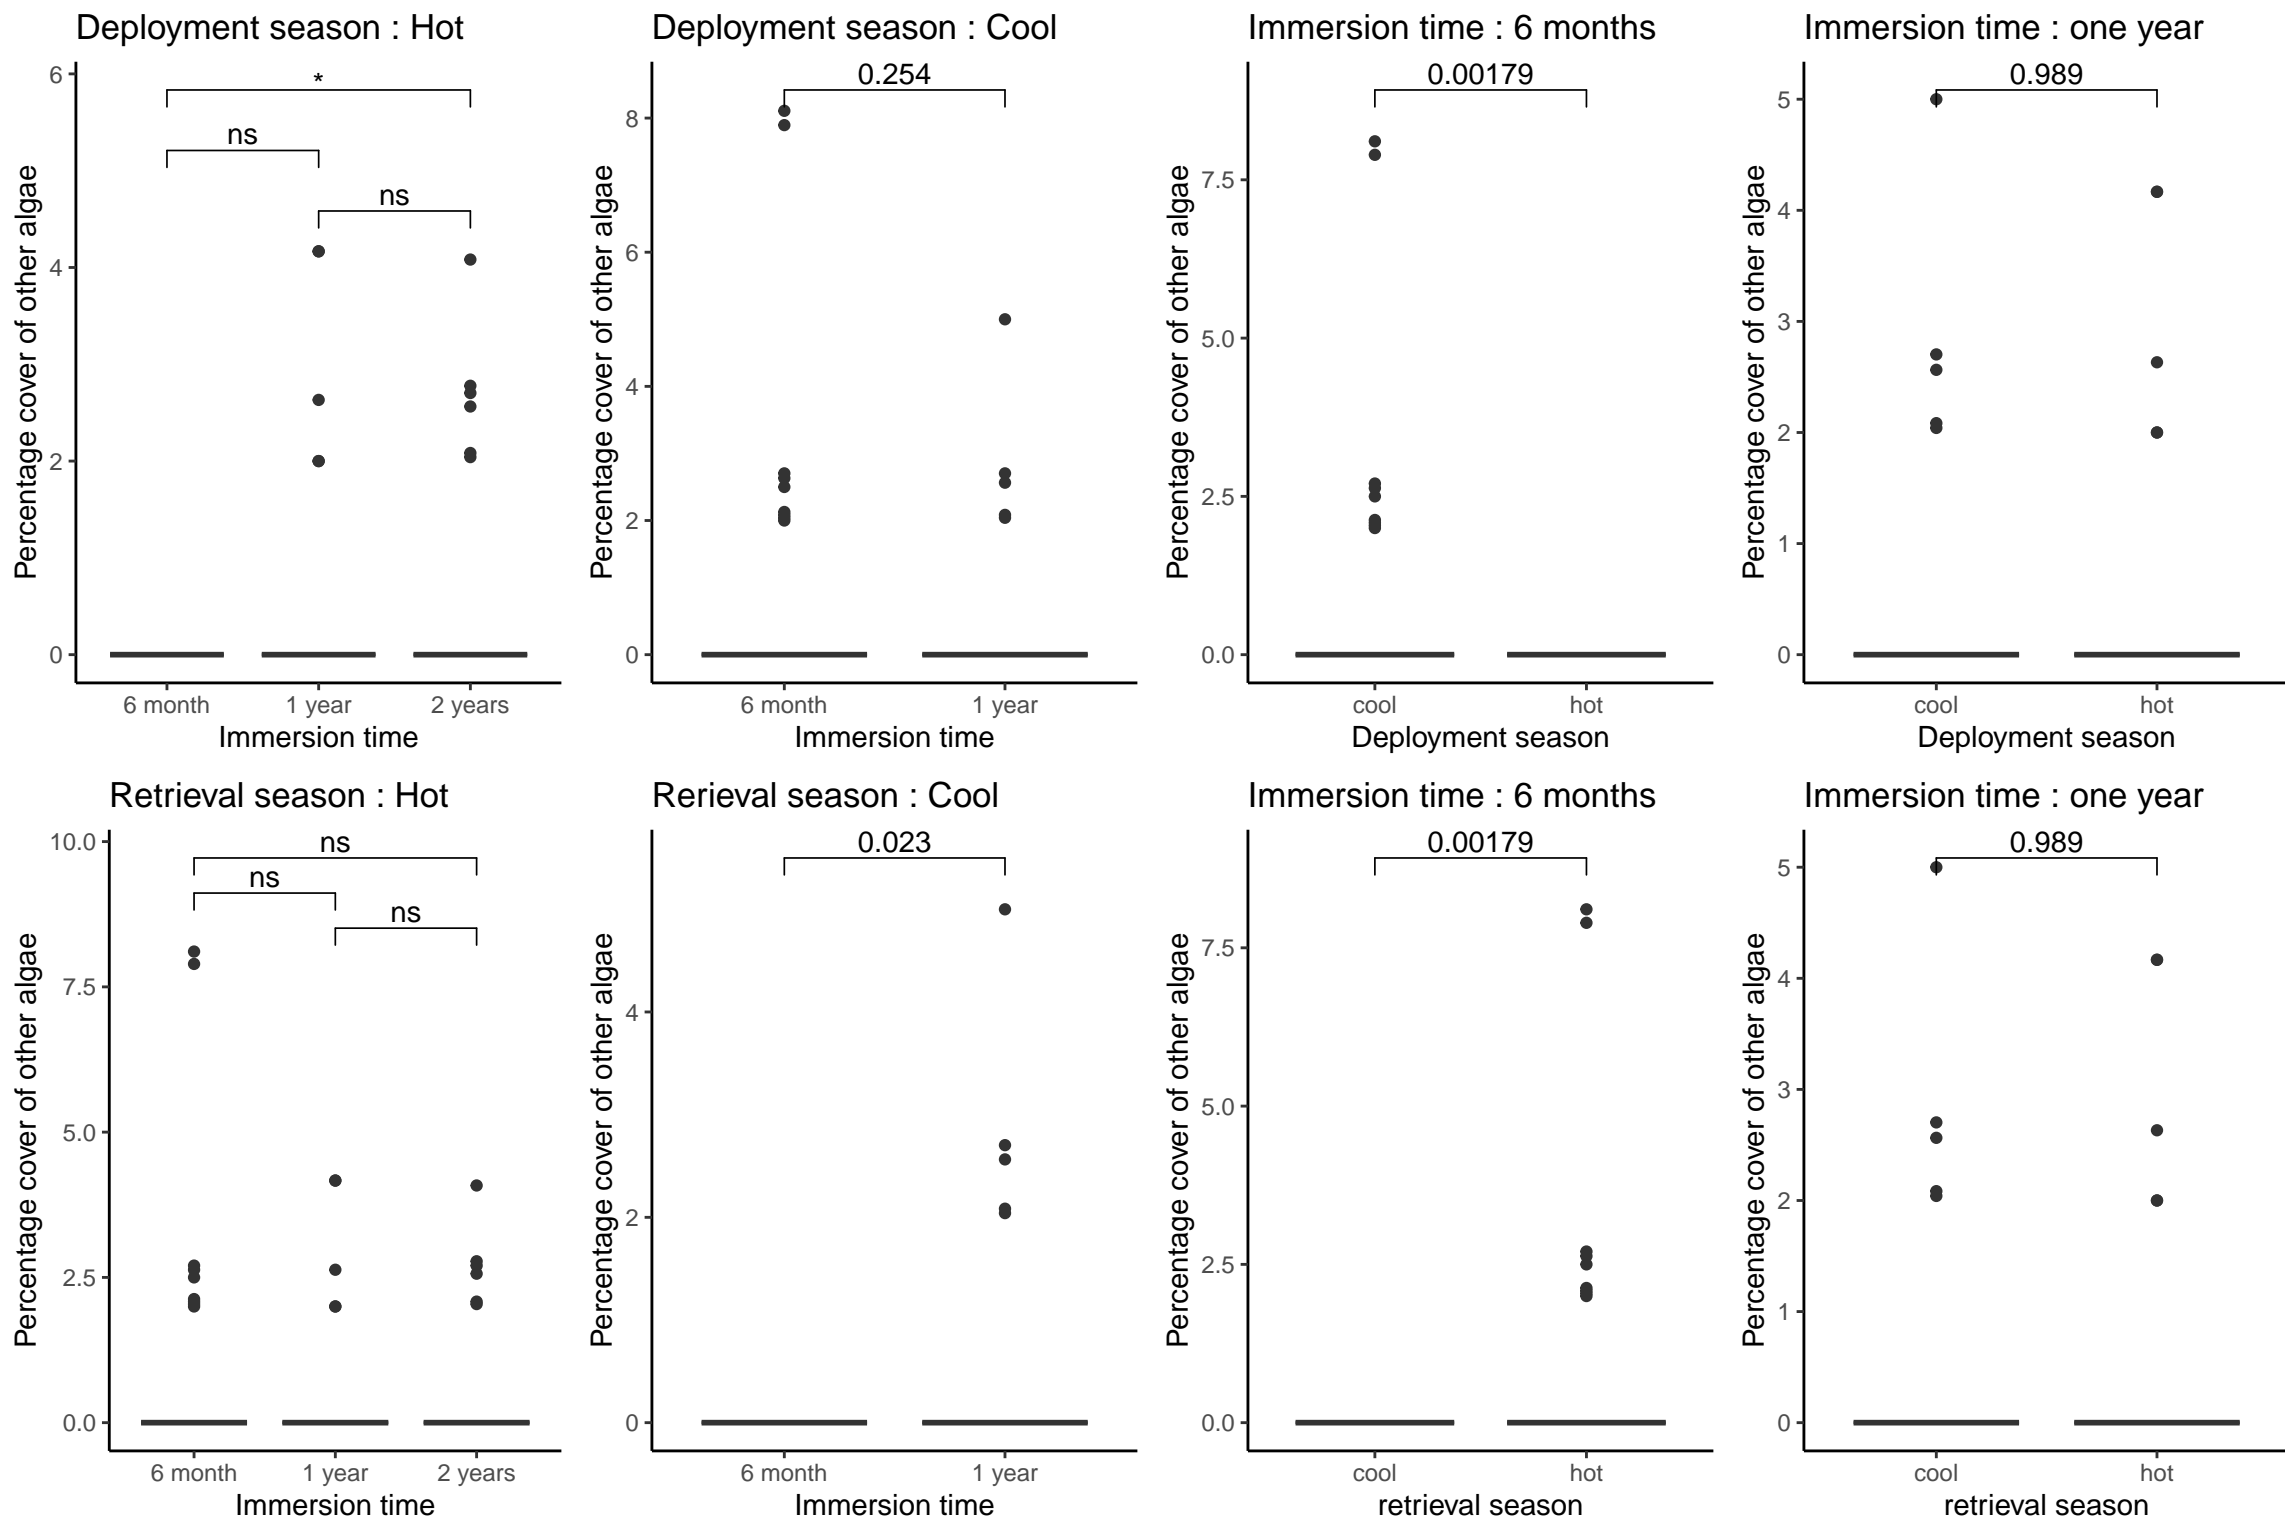 Deployment season : Hot
Percentage cover of other algae
6
4
2
0
*
ns
ns
6 month 1 year 2 years
Immersion time
Deployment season : Cool
Percentage cover of other algae
8
6
4
2
0
0.254
6 month 1 year
Immersion time
Immersion time : 6 months
Percentage cover of other algae
7.5
5.0
2.5
0.0
0.00179
cool hot
Deployment season
Immersion time : one year
Percentage cover of other algae
5
4
3
2
1
0
0.989
cool hot
Deployment season
Retrieval season : Hot
Percentage cover of other algae
10.0
7.5
5.0
2.5
0.0
ns
ns
ns
6 month 1 year 2 years
Immersion time
Rerieval season : Cool
Percentage cover of other algae
4
2
0
0.023
6 month 1 year
Immersion time
Immersion time : 6 months
Percentage cover of other algae
7.5
5.0
2.5
0.0
0.00179
cool hot
retrieval season
Immersion time : one year
Percentage cover of other algae
5
4
3
2
1
0
0.989
cool hot
retrieval season